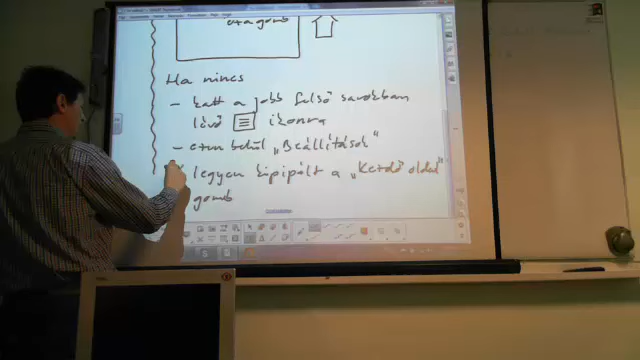 Ha nincs
– katt a jobb felső sarokban
lévő ikonra
– ezen belül „Beállítások"
legyen kipipált a „Kezdő oldal"
gomb